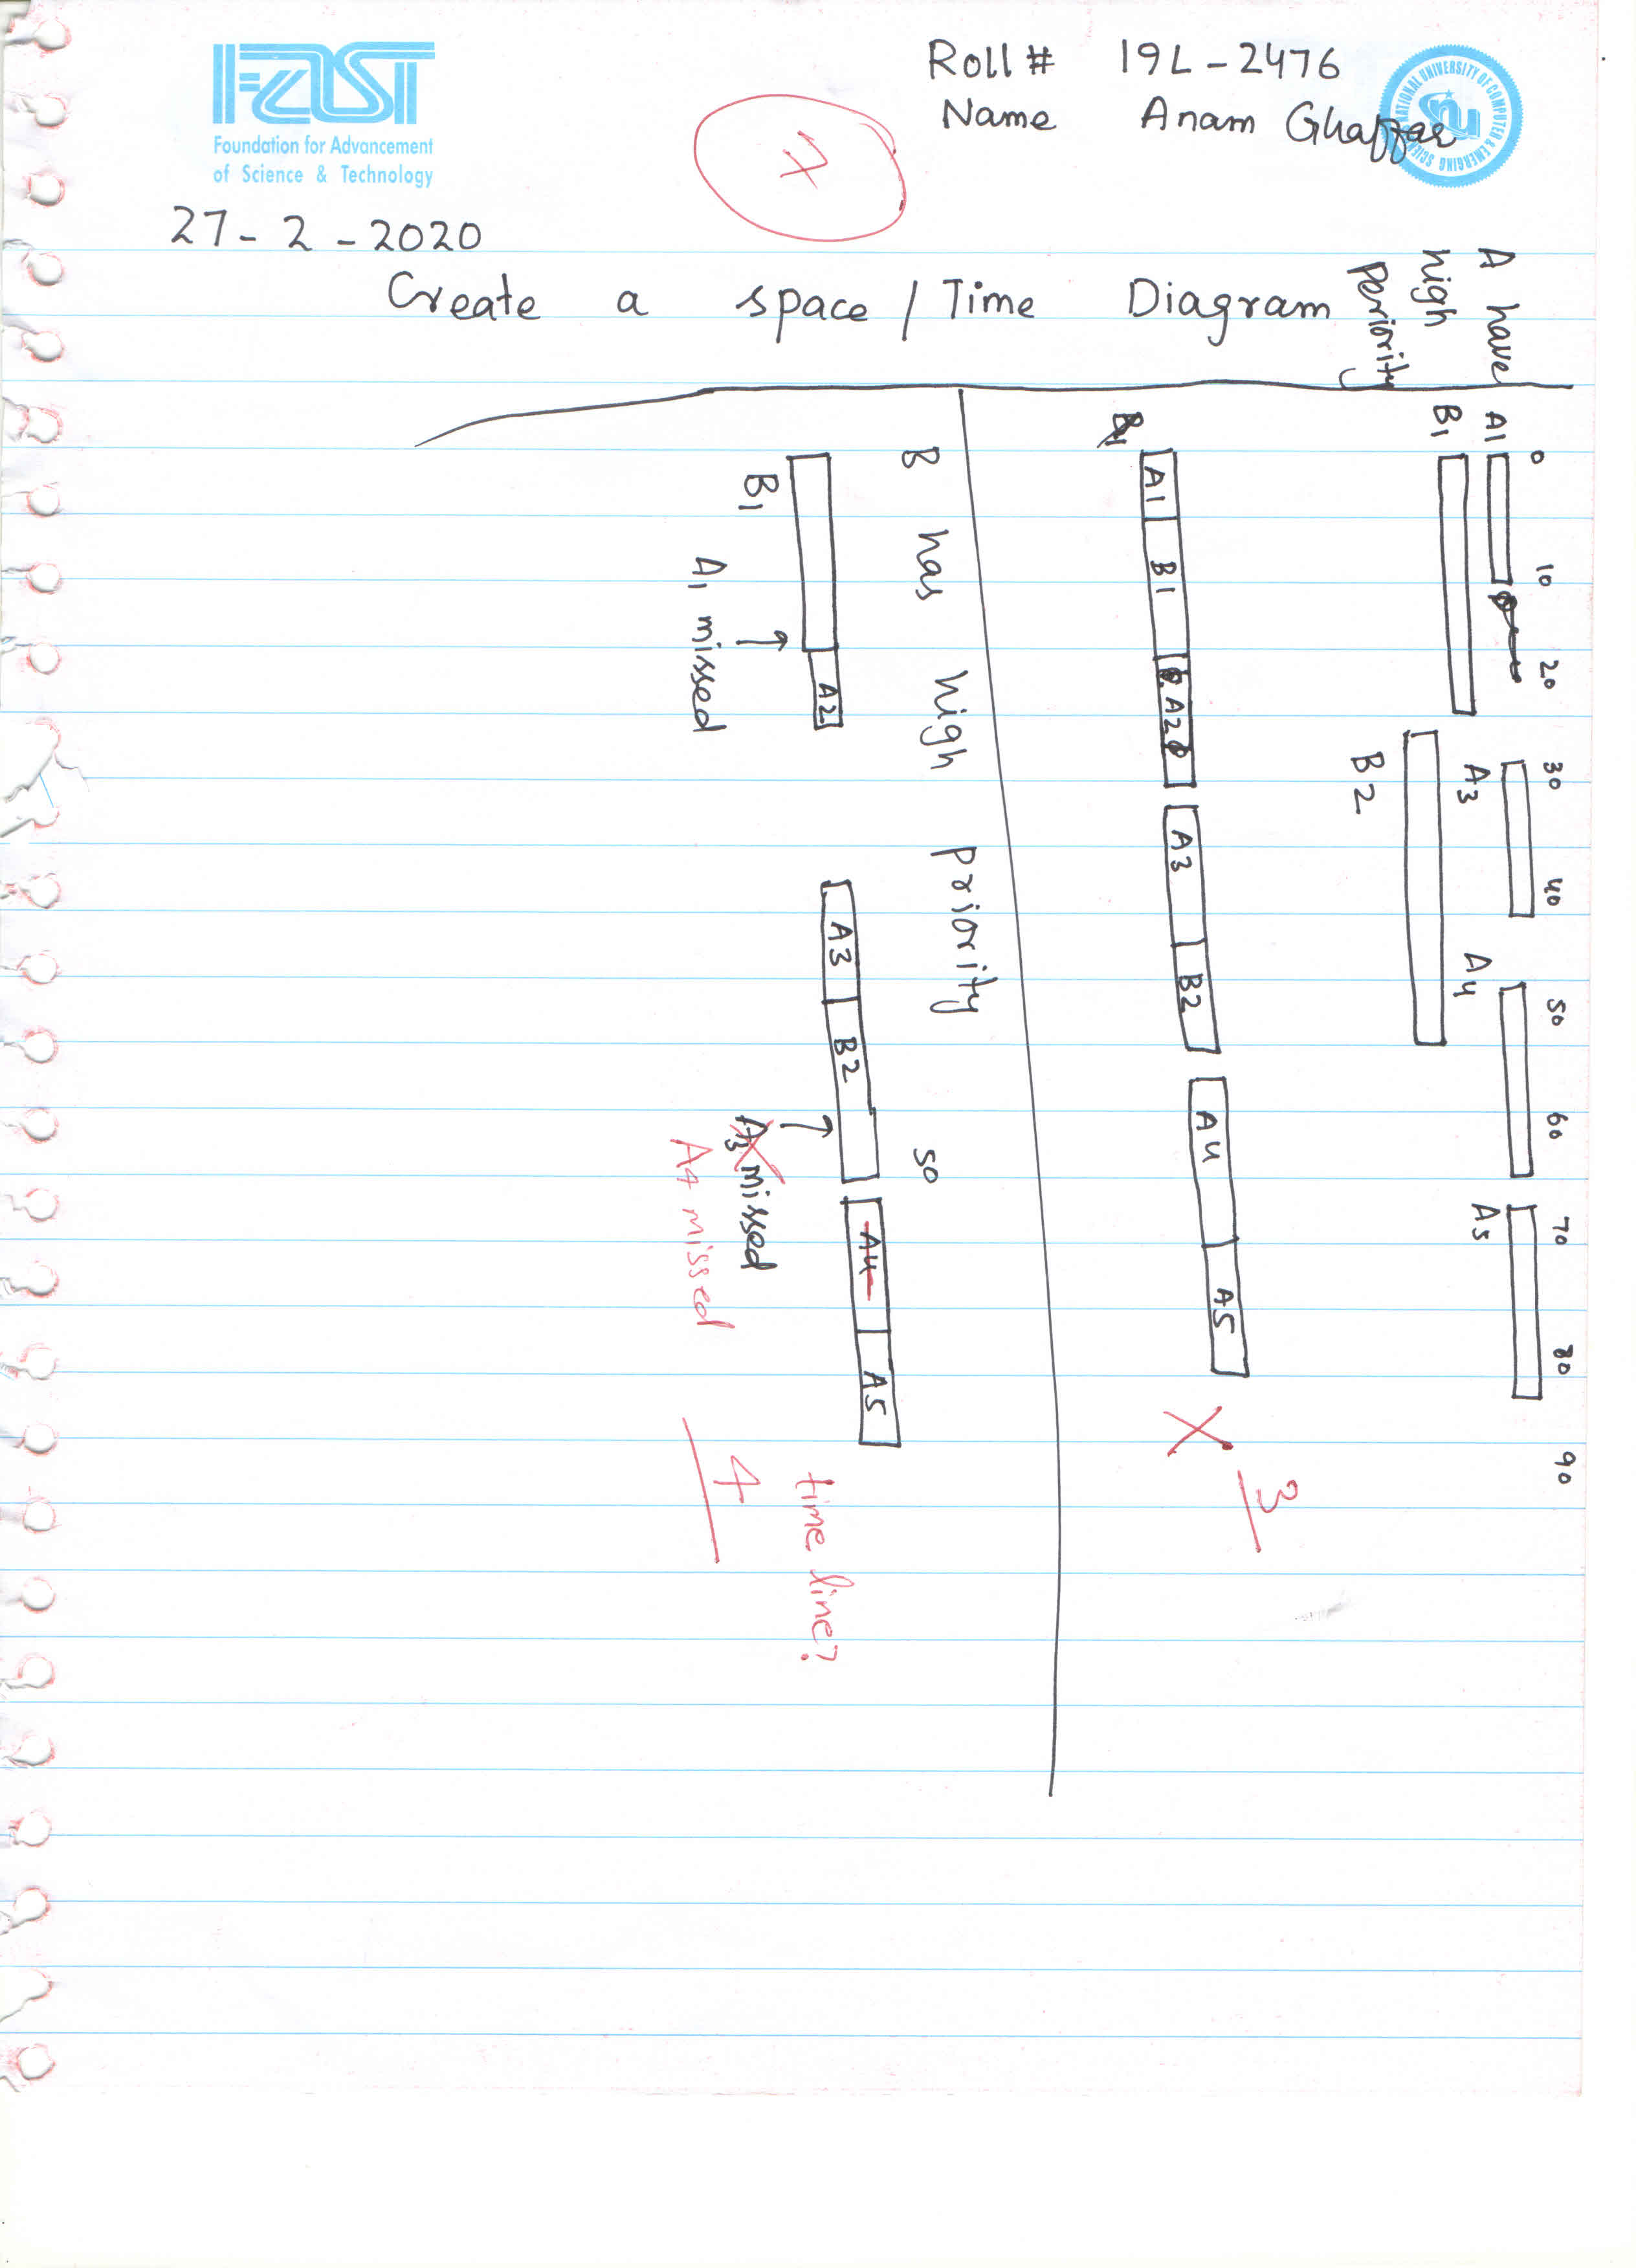 FAST
Foundation for Advancement
of Science & Technology
Roll # 19L-2476
Name Anam Ghaffar
NATIONAL UNIVERSITY OF COMPUTER & EMERGING SCIENCES
nu
7
27-2-2020
Create a space / Time Diagram
A have
high
Periority
0 10 20 30 40 50 60 70 80 90
A1 A3 A4 A5
B1 B2
A1 B1 A2 A3 B2 A4 A5
X 3
B has high priority 50
B1 A2 A3 B2 A4 A5
time line?
A1 missed A3 missed 4
A4 missed